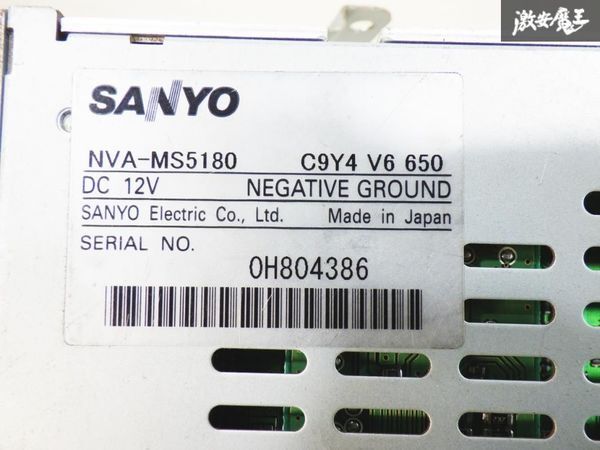 激安魔王
SANYO
NVA-MS5180 C9Y4 V6 650
DC 12V NEGATIVE GROUND
SANYO Electric Co., Ltd. Made in Japan
SERIAL NO.
0H804386